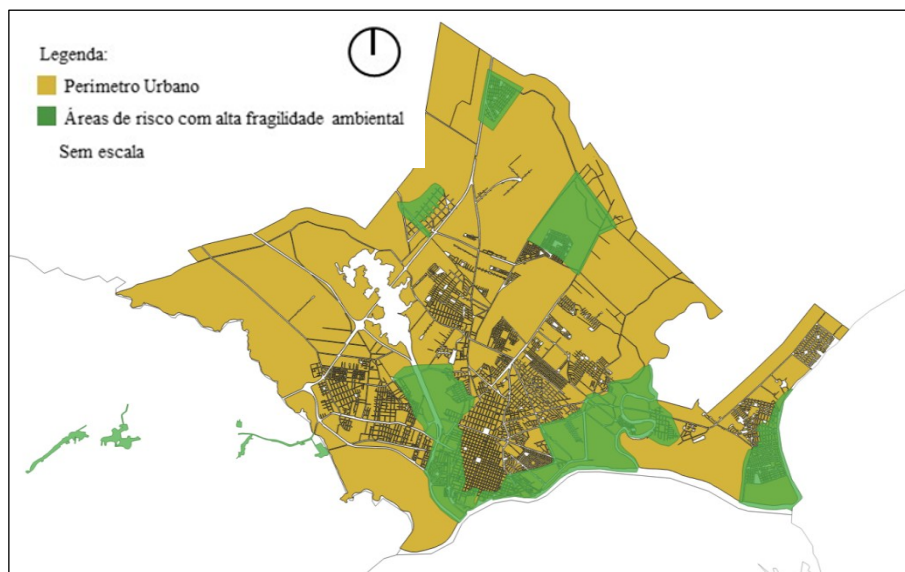 Legenda:
Perimetro Urbano
Áreas de risco com alta fragilidade ambiental
Sem escala